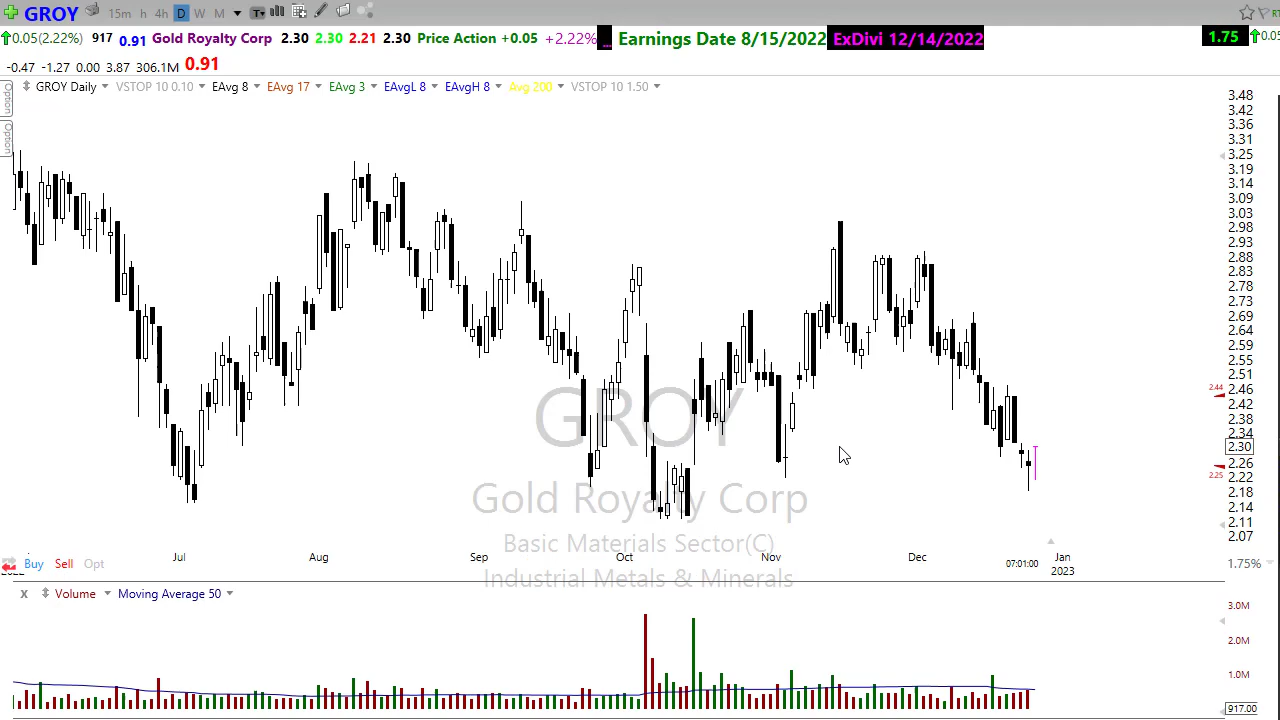 GROY 15m h 4h D W M T
0.05(2.22%) 917 0.91 Gold Royalty Corp 2.30 2.30 2.21 2.30 Price Action +0.05 +2.22% ... Earnings Date 8/15/2022 ExDivi 12/14/2022 1.75 0.05
-0.47 -1.27 0.00 3.87 306.1M 0.91
GROY Daily VSTOP 10 0.10 EAvg 8 EAvg 17 EAvg 3 EAvgL 8 EAvgH 8 Avg 200 VSTOP 10 1.50
Option
Option
3.48
3.42
3.36
3.31
3.25
3.19
3.14
3.09
3.03
2.98
2.93
2.88
2.83
2.78
2.73
2.69
2.64
2.59
2.55
2.51
2.44 2.46
2.42
2.38
2.34
2.30
2.26
2.25 2.22
2.18
2.14
2.11
2.07
GROY
Gold Royalty Corp
Basic Materials Sector(C)
Industrial Metals & Minerals
Jul Aug Sep Oct Nov Dec Jan
Buy Sell Opt 07:01:00 2023 1.75%
x Volume Moving Average 50
3.0M
2.0M
1.0M
917.00